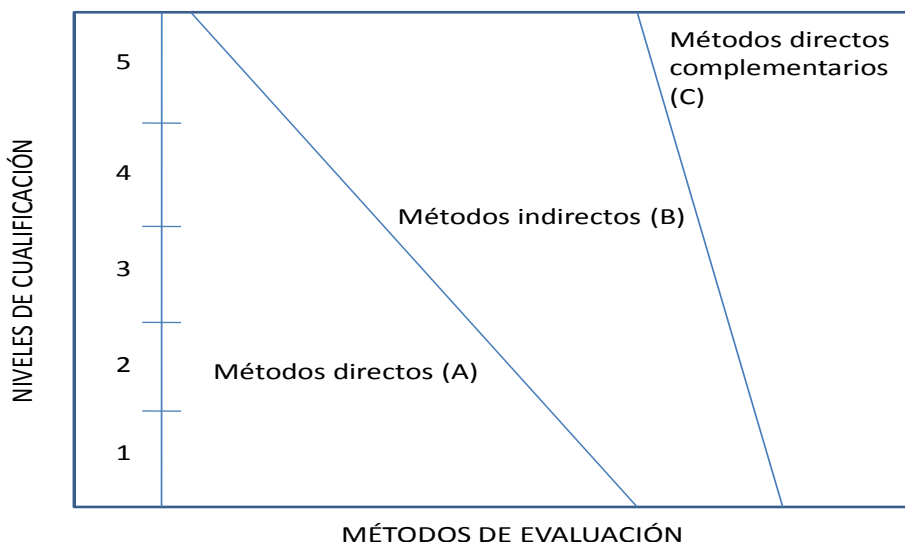 NIVELES DE CUALIFICACIÓN
5
4
3
2
1
Métodos directos
complementarios
(C)
Métodos indirectos (B)
Métodos directos (A)
MÉTODOS DE EVALUACIÓN